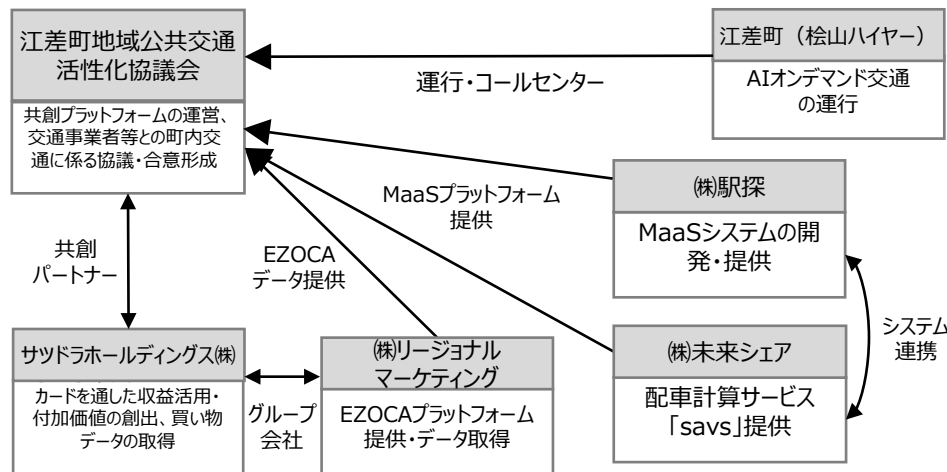 江差町地域公共交通
活性化協議会
共創プラットフォームの運営、
交通事業者等との町内交
通に係る協議・合意形成
江差町（桧山ハイヤー）
AIオンデマンド交通
の運行
運行・コールセンター
㈱駅探
MaaSシステムの開
発・提供
MaaSプラットフォーム
提供
EZOCA
データ提供
共創
パートナー
システム
連携
サツドラホールディングス㈱
カードを通した収益活用・
付加価値の創出、買い物
データの取得
グループ
会社
㈱リージョナル
マーケティング
EZOCAプラットフォーム
提供・データ取得
㈱未来シェア
配車計算サービス
「savs」提供